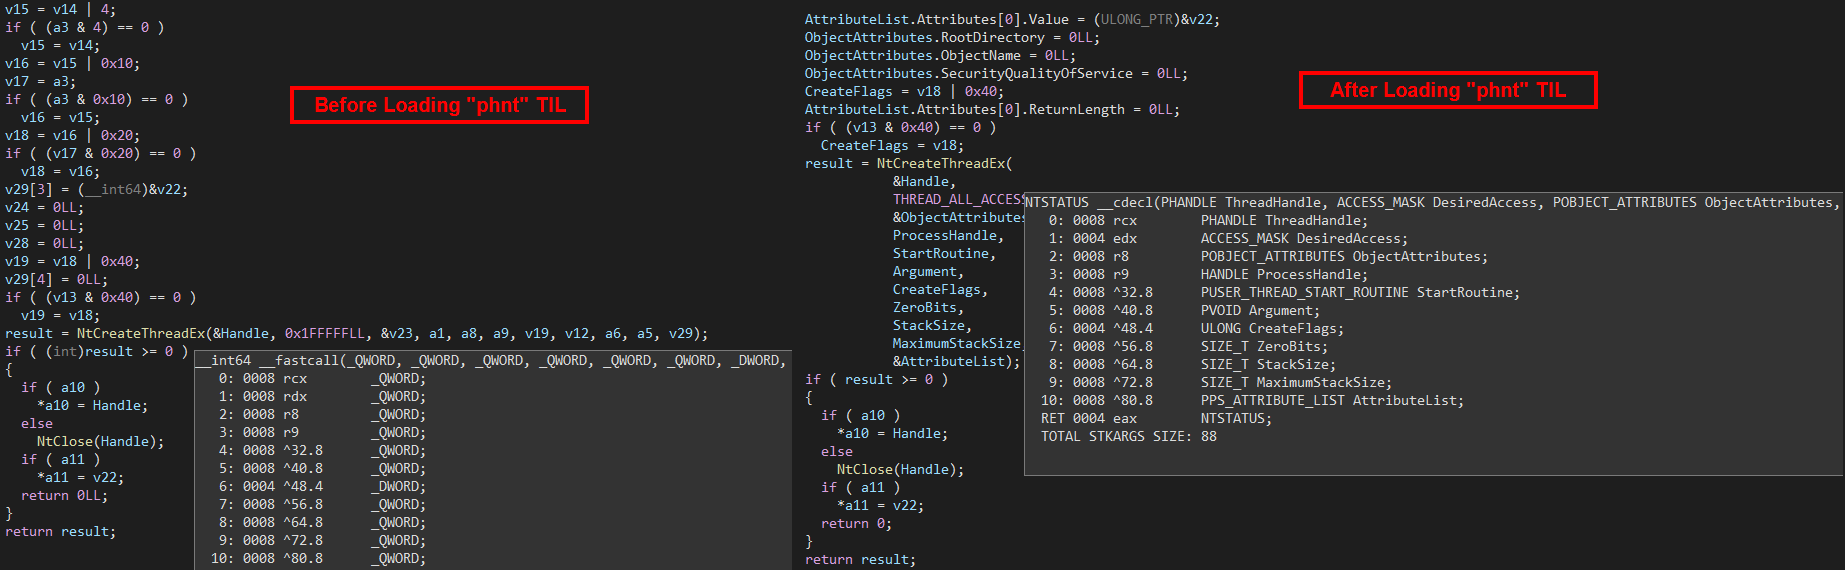 v15 = v14 | 4;
if ( (a3 & 4) == 0 )
  v15 = v14;
v16 = v15 | 0x10;
v17 = a3;
if ( (a3 & 0x10) == 0 )
  v16 = v15;
v18 = v16 | 0x20;
if ( (v17 & 0x20) == 0 )
  v18 = v16;
v29[3] = (__int64)&v22;
v24 = 0LL;
v25 = 0LL;
v28 = 0LL;
v19 = v18 | 0x40;
v29[4] = 0LL;
if ( (v13 & 0x40) == 0 )
  v19 = v18;
result = NtCreateThreadEx(&Handle, 0x1FFFFFLL, &v23, a1, a8, a9, v19, v12, a6, a5, v29);
if ( (int)result >= 0 )
{
  if ( a10 )
    *a10 = Handle;
  else
    NtClose(Handle);
  if ( a11 )
    *a11 = v22;
  return 0LL;
}
return result;
Before Loading "phnt" TIL
__int64 __fastcall(_QWORD, _QWORD, _QWORD, _QWORD, _QWORD, _QWORD, _DWORD,
0: 0008 rcx _QWORD;
1: 0008 rdx _QWORD;
2: 0008 r8 _QWORD;
3: 0008 r9 _QWORD;
4: 0008 ^32.8 _QWORD;
5: 0008 ^40.8 _QWORD;
6: 0004 ^48.4 _DWORD;
7: 0008 ^56.8 _QWORD;
8: 0008 ^64.8 _QWORD;
9: 0008 ^72.8 _QWORD;
10: 0008 ^80.8 _QWORD;
AttributeList.Attributes[0].Value = (ULONG_PTR)&v22;
ObjectAttributes.RootDirectory = 0LL;
ObjectAttributes.ObjectName = 0LL;
ObjectAttributes.SecurityQualityOfService = 0LL;
CreateFlags = v18 | 0x40;
AttributeList.Attributes[0].ReturnLength = 0LL;
if ( (v13 & 0x40) == 0 )
  CreateFlags = v18;
result = NtCreateThreadEx(
           &Handle,
           THREAD_ALL_ACCESS
           &ObjectAttributes
           ProcessHandle,
           StartRoutine,
           Argument,
           CreateFlags,
           ZeroBits,
           StackSize,
           MaximumStackSize
           &AttributeList);
if ( result >= 0 )
{
  if ( a10 )
    *a10 = Handle;
  else
    NtClose(Handle);
  if ( a11 )
    *a11 = v22;
  return 0;
}
return result;
After Loading "phnt" TIL
NTSTATUS __cdecl(PHANDLE ThreadHandle, ACCESS_MASK DesiredAccess, POBJECT_ATTRIBUTES ObjectAttributes,
0: 0008 rcx PHANDLE ThreadHandle;
1: 0004 edx ACCESS_MASK DesiredAccess;
2: 0008 r8 POBJECT_ATTRIBUTES ObjectAttributes;
3: 0008 r9 HANDLE ProcessHandle;
4: 0008 ^32.8 PUSER_THREAD_START_ROUTINE StartRoutine;
5: 0008 ^40.8 PVOID Argument;
6: 0004 ^48.4 ULONG CreateFlags;
7: 0008 ^56.8 SIZE_T ZeroBits;
8: 0008 ^64.8 SIZE_T StackSize;
9: 0008 ^72.8 SIZE_T MaximumStackSize;
10: 0008 ^80.8 PPS_ATTRIBUTE_LIST AttributeList;
RET 0004 eax NTSTATUS;
TOTAL STKARGS SIZE: 88